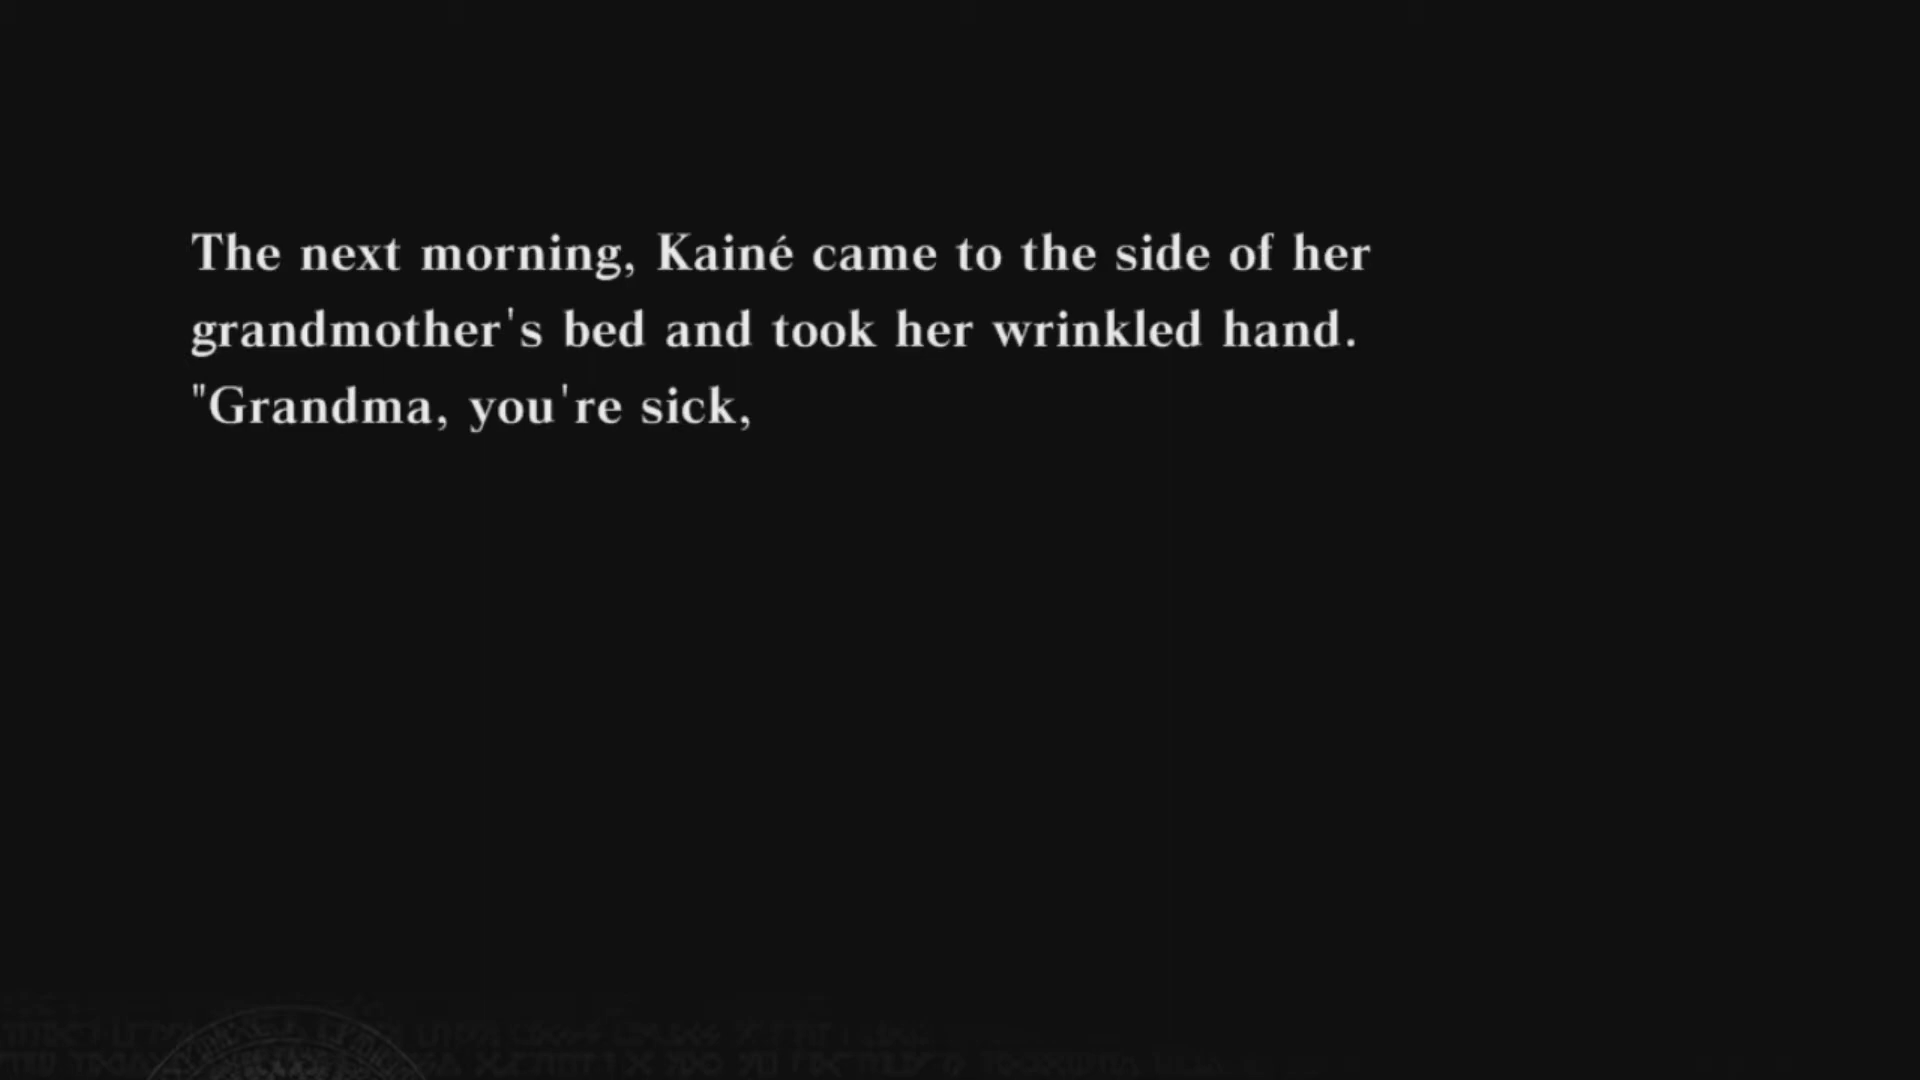 The next morning, Kainé came to the side of her
grandmother's bed and took her wrinkled hand.
"Grandma, you're sick,